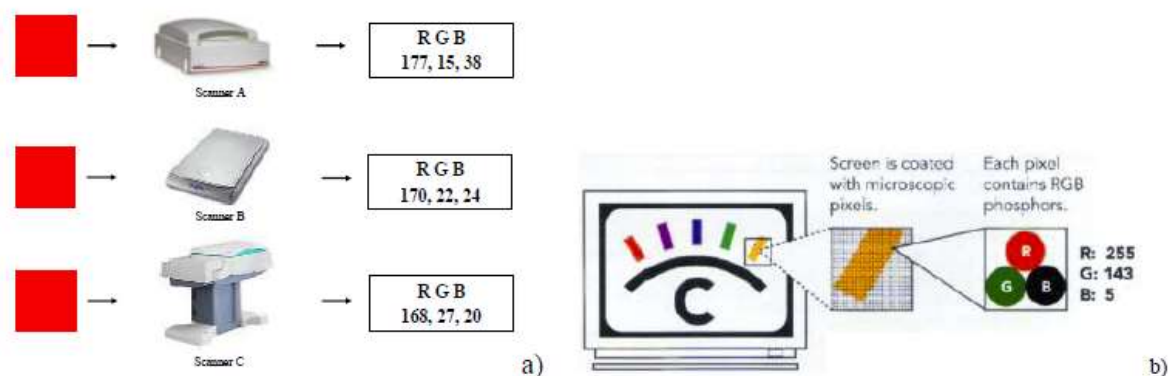 R G B
177, 15, 38
Scanner A
R G B
170, 22, 24
Scanner B
R G B
168, 27, 20
Scanner C
a)
Screen is coated
with microscopic
pixels.
Each pixel
contains RGB
phosphors.
C
R
G
B
R: 255
G: 143
B: 5
b)